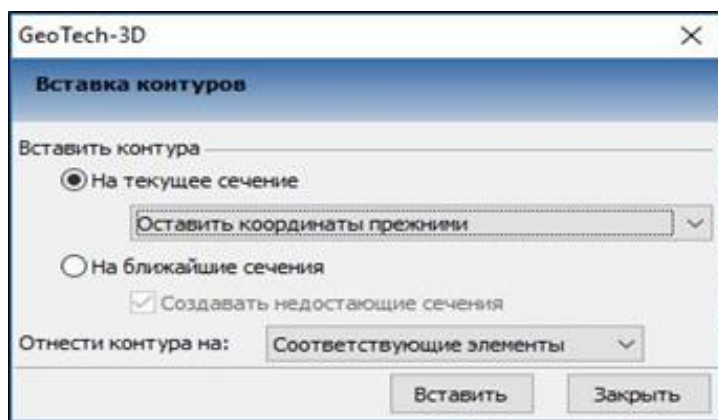 GeoTech-3D
Вставка контуров
Вставить контура
На текущее сечение
Оставить координаты прежними
На ближайшие сечения
Создавать недостающие сечения
Отнести контура на: Соответствующие элементы
Вставить Закрыть